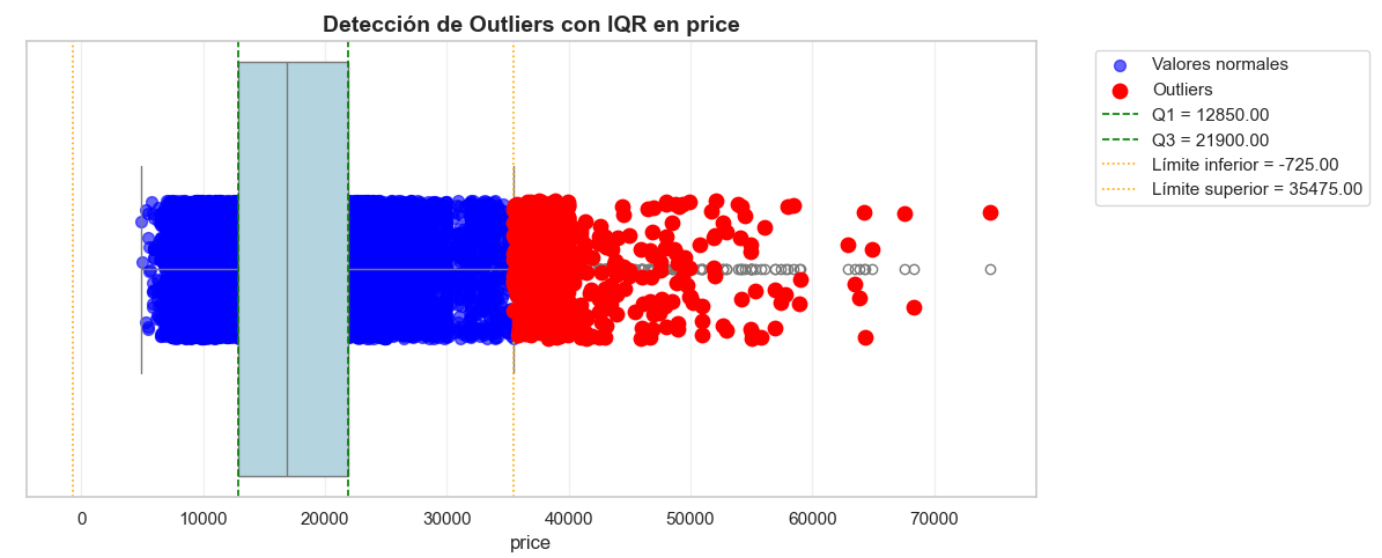 Detección de Outliers con IQR en price
Valores normales
Outliers
Q1 = 12850.00
Q3 = 21900.00
Límite inferior = -725.00
Límite superior = 35475.00
0 10000 20000 30000 40000 50000 60000 70000
price